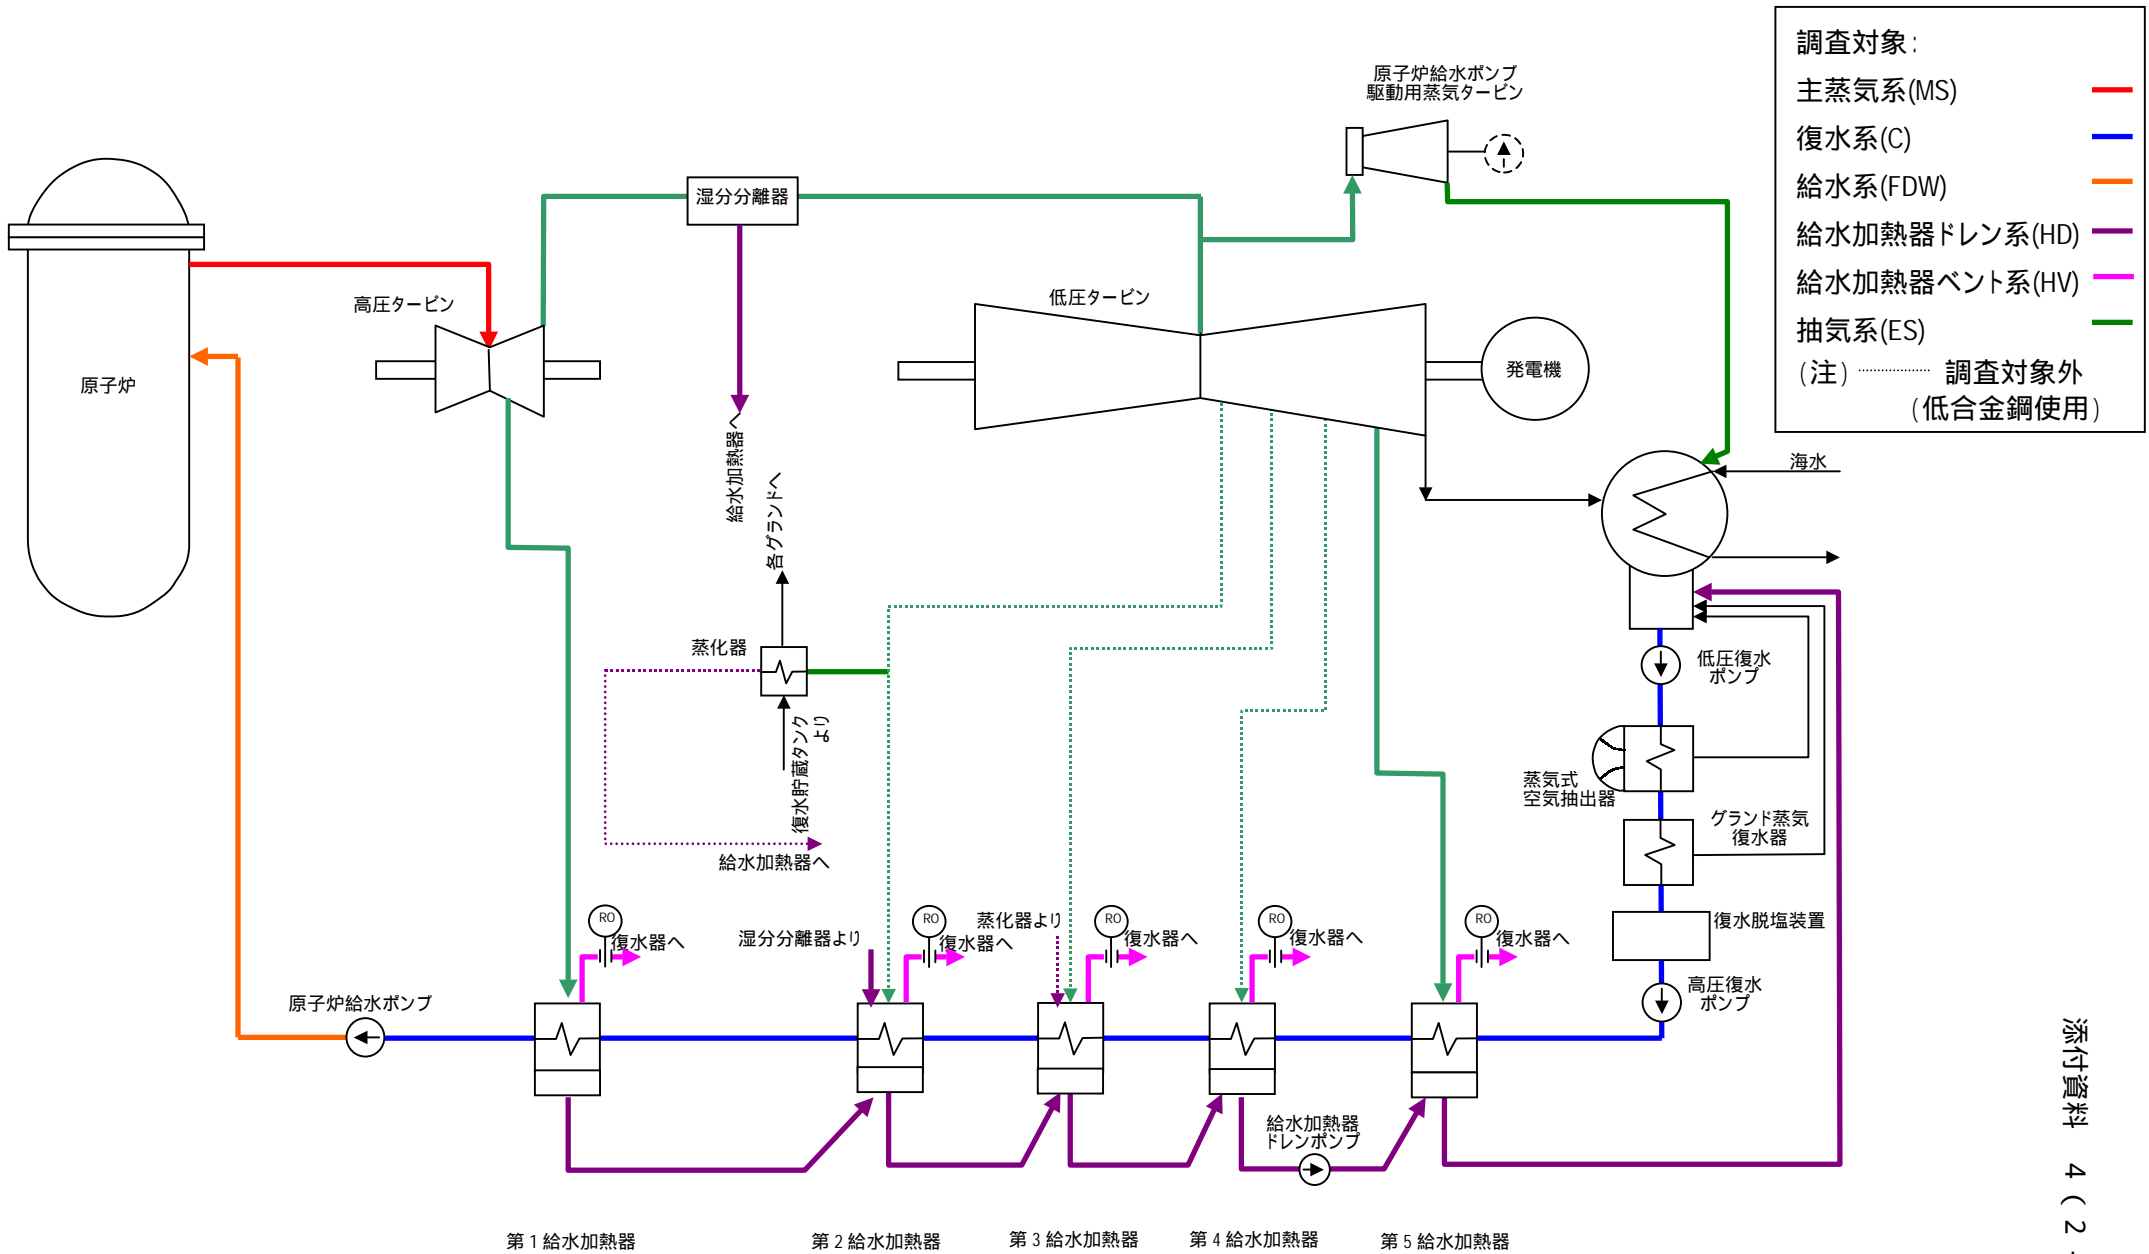 調査対象:
主蒸気系(MS)
復水系(C)
給水系(FDW)
給水加熱器ドレン系(HD)
給水加熱器ベント系(HV)
抽気系(ES)
(注) ………… 調査対象外
(低合金鋼使用)
原子炉給水ポンプ
駆動用蒸気タービン
湿分分離器
高圧タービン
低圧タービン
原子炉
発電機
給水加熱器へ
海水
各グランドへ
蒸化器
復水貯蔵タンク
より
給水加熱器へ
低圧復水
ポンプ
蒸気式
空気抽出器
グランド蒸気
復水器
復水脱塩装置
高圧復水
ポンプ
RO
復水器へ
湿分分離器より
RO
復水器へ
蒸化器より
RO
復水器へ
RO
復水器へ
RO
復水器へ
原子炉給水ポンプ
給水加熱器
ドレンポンプ
第1給水加熱器
第2給水加熱器
第3給水加熱器
第4給水加熱器
第5給水加熱器
添付資料 4(2